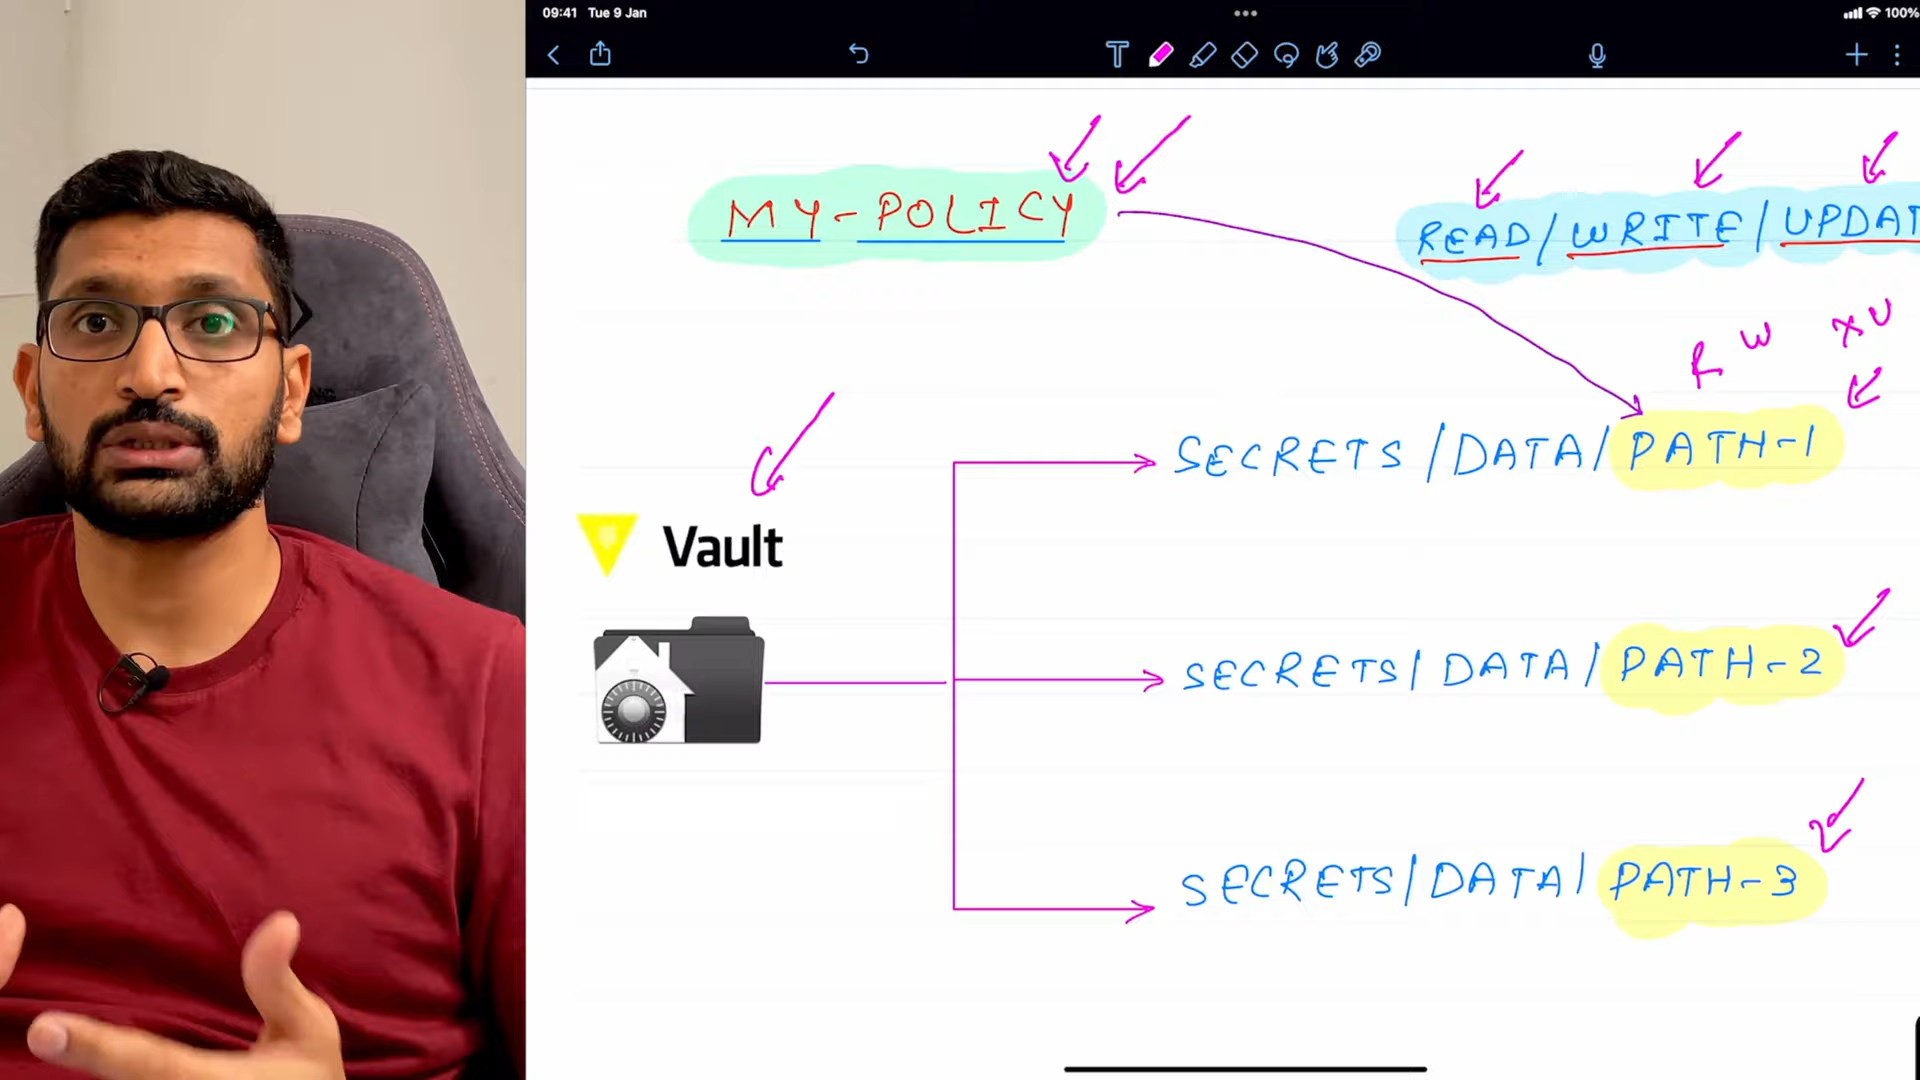 09:41 Tue 9 Jan
100%
MY-POLICY
READ/WRITE/UPDAT
R W X U
SECRETS/DATA/PATH-1
Vault
SECRETS/DATA/PATH-2
SECRETS/DATA/PATH-3